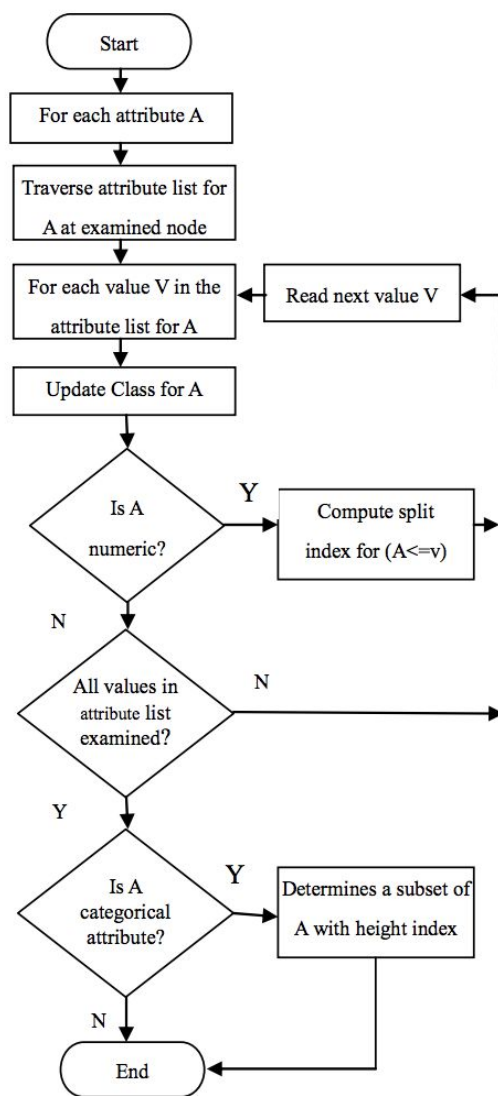 Start
For each attribute A
Traverse attribute list for
A at examined node
For each value V in the
attribute list for A
Read next value V
Update Class for A
Is A
numeric?
Y
Compute split
index for (A<=v)
N
All values in
attribute list
examined?
N
Y
Is A
categorical
attribute?
Y
Determines a subset of
A with height index
N
End